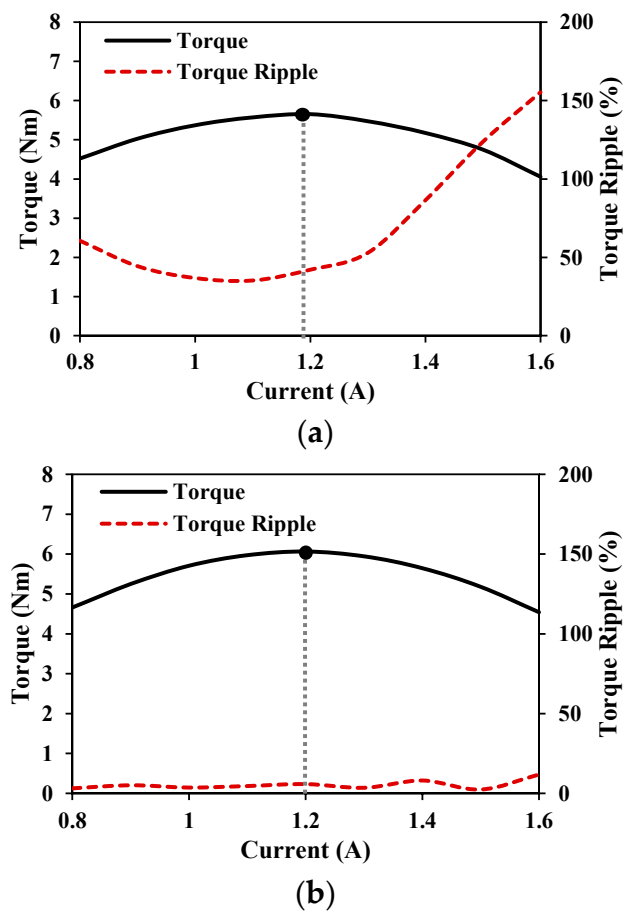 (a)
8
7
6
5
4
3
2
1
0
Torque (Nm)
Torque
Torque Ripple
200
150
100
50
0
Torque Ripple (%)
0.8 1 1.2 1.4 1.6
Current (A)
(a)
8
7
6
5
4
3
2
1
0
Torque (Nm)
Torque
Torque Ripple
200
150
100
50
0
Torque Ripple (%)
0.8 1 1.2 1.4 1.6
Current (A)
(b)